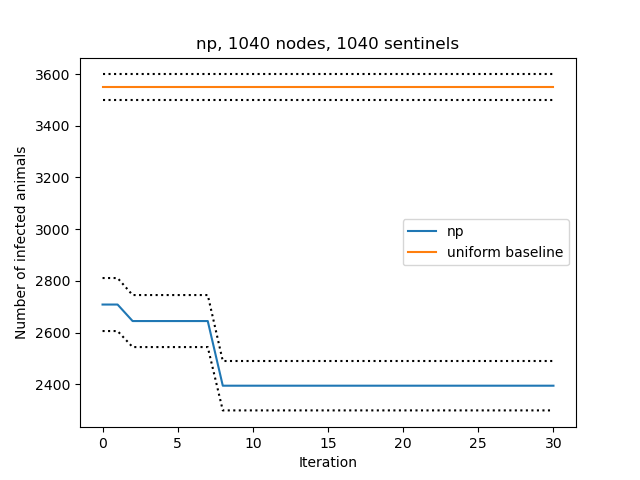 np, 1040 nodes, 1040 sentinels
Number of infected animals
3600
3400
3200
3000
2800
2600
2400
np
uniform baseline
0 5 10 15 20 25 30
Iteration